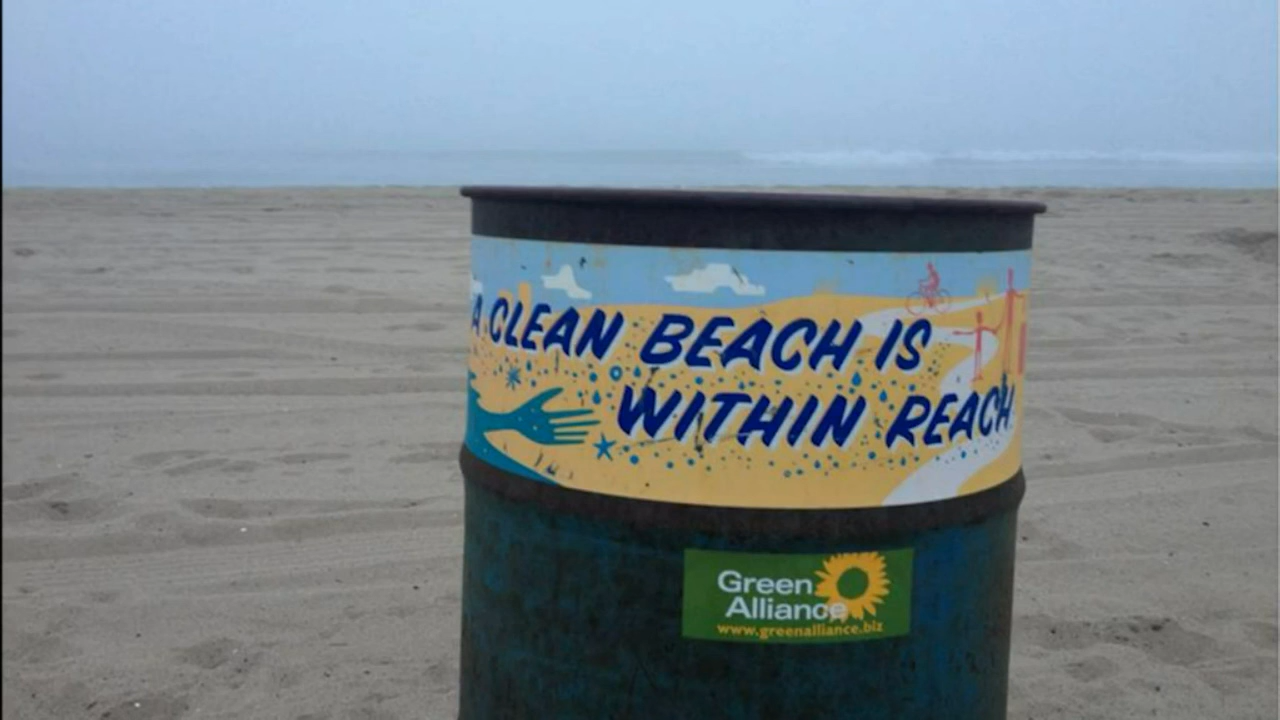 A CLEAN BEACH IS
WITHIN REACH
Green
Alliance
www.greenalliance.biz